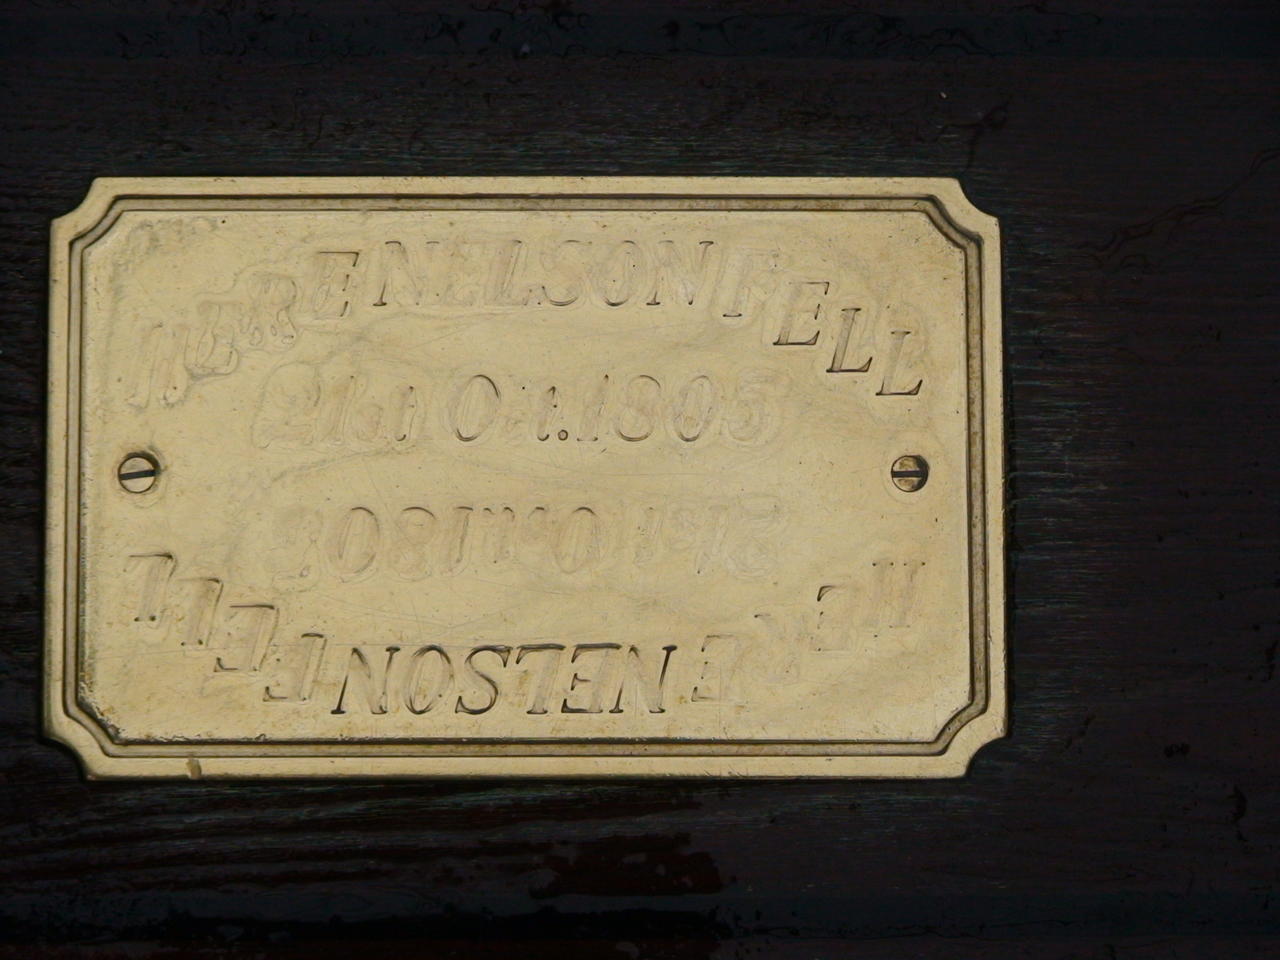 HERE NELSON FELL
21st Oct. 1805
21st Oct. 1805
HERE NELSON FELL